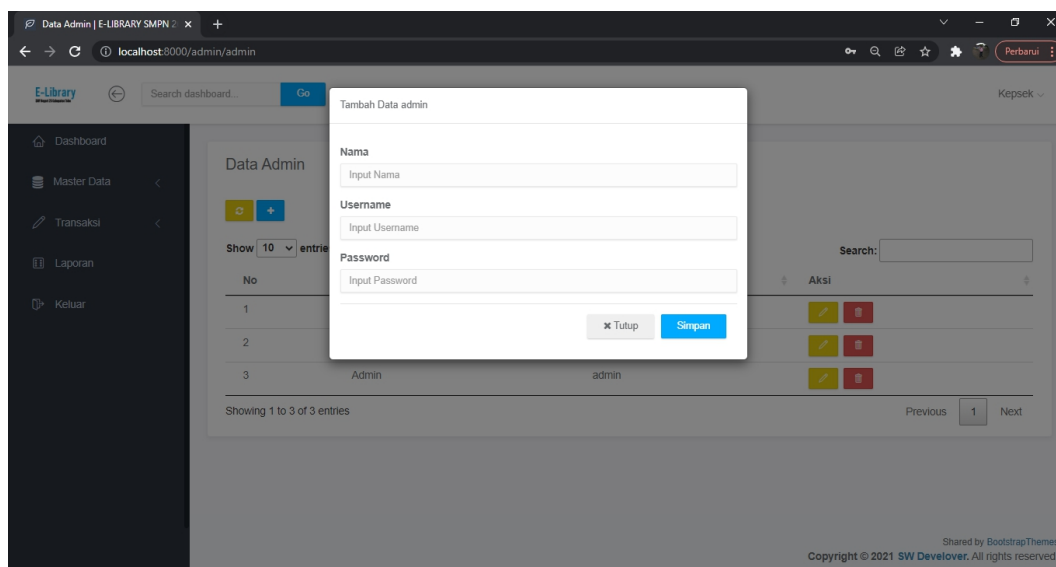 Data Admin | E-LIBRARY SMPN 2
localhost:8000/admin/admin
Perbarui
E-Library
Search dashboard...
Go
Kepsek
Tambah Data admin
Nama
Input Nama
Username
Input Username
Password
Input Password
Tutup
Simpan
Dashboard
Master Data
Transaksi
Laporan
Keluar
Data Admin
Show 10 entrie
Search:
No
Aksi
1
2
3 Admin admin
Showing 1 to 3 of 3 entries
Previous 1 Next
Shared by BootstrapThemes
Copyright © 2021 SW Develover. All rights reserved